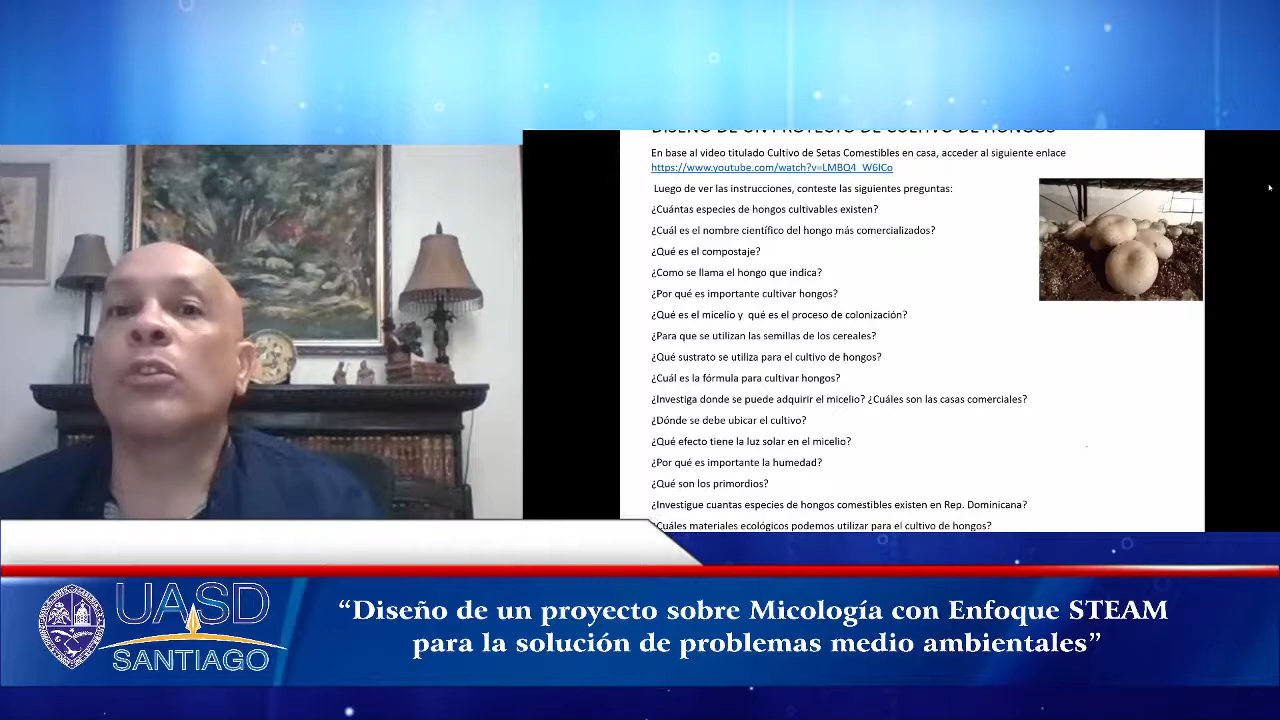 DISEÑO DE UN PROYECTO DE CULTIVO DE HONGOS
En base al video titulado Cultivo de Setas Comestibles en casa, acceder al siguiente enlace
https://www.youtube.com/watch?v=LMBQ4_W6lCo
Luego de ver las instrucciones, conteste las siguientes preguntas:
¿Cuántas especies de hongos cultivables existen?
¿Cuál es el nombre científico del hongo más comercializados?
¿Qué es el compostaje?
¿Como se llama el hongo que indica?
¿Por qué es importante cultivar hongos?
¿Qué es el micelio y qué es el proceso de colonización?
¿Para que se utilizan las semillas de los cereales?
¿Qué sustrato se utiliza para el cultivo de hongos?
¿Cuál es la fórmula para cultivar hongos?
¿Investiga donde se puede adquirir el micelio? ¿Cuáles son las casas comerciales?
¿Dónde se debe ubicar el cultivo?
¿Qué efecto tiene la luz solar en el micelio?
¿Por qué es importante la humedad?
¿Qué son los primordios?
¿Investigue cuantas especies de hongos comestibles existen en Rep. Dominicana?
¿Cuáles materiales ecológicos podemos utilizar para el cultivo de hongos?
UASD
SANTIAGO
“Diseño de un proyecto sobre Micología con Enfoque STEAM
para la solución de problemas medio ambientales”